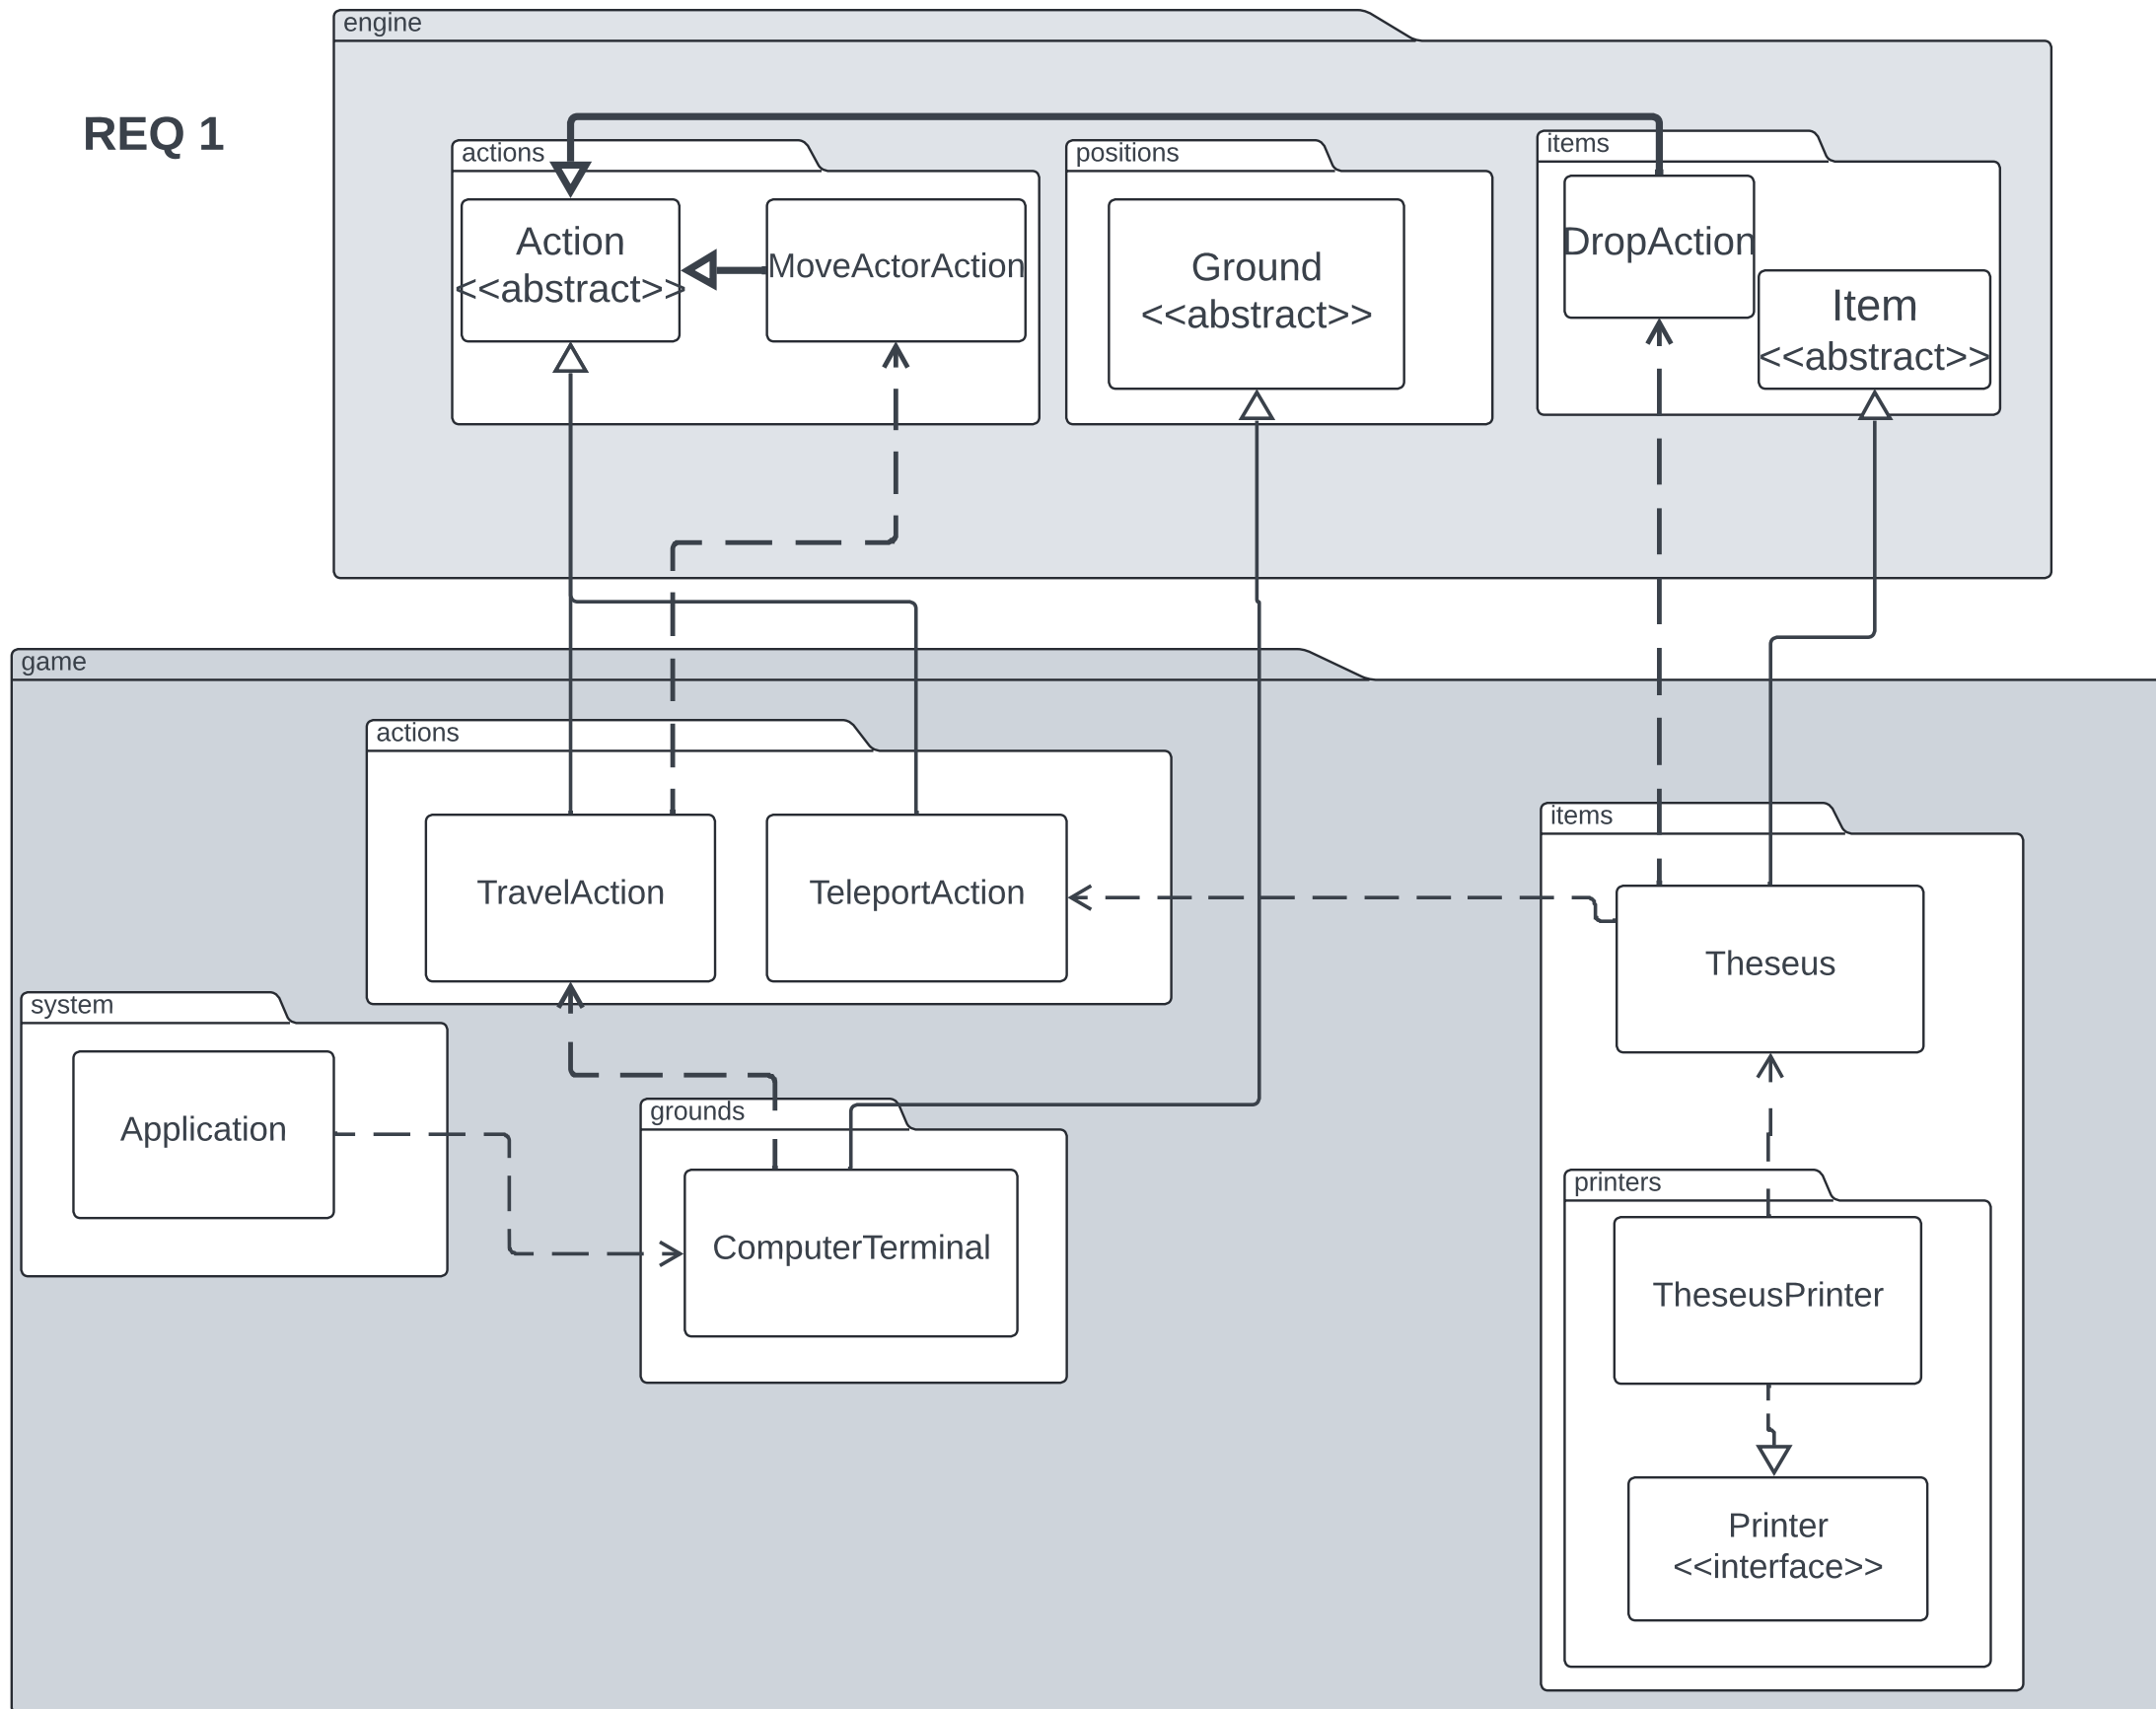 engine
REQ 1
actions
positions
items
Action
<<abstract>>
MoveActorAction
Ground
<<abstract>>
DropAction
Item
<<abstract>>
game
actions
items
TravelAction
TeleportAction
Theseus
system
Application
grounds
ComputerTerminal
printers
TheseusPrinter
Printer
<<interface>>